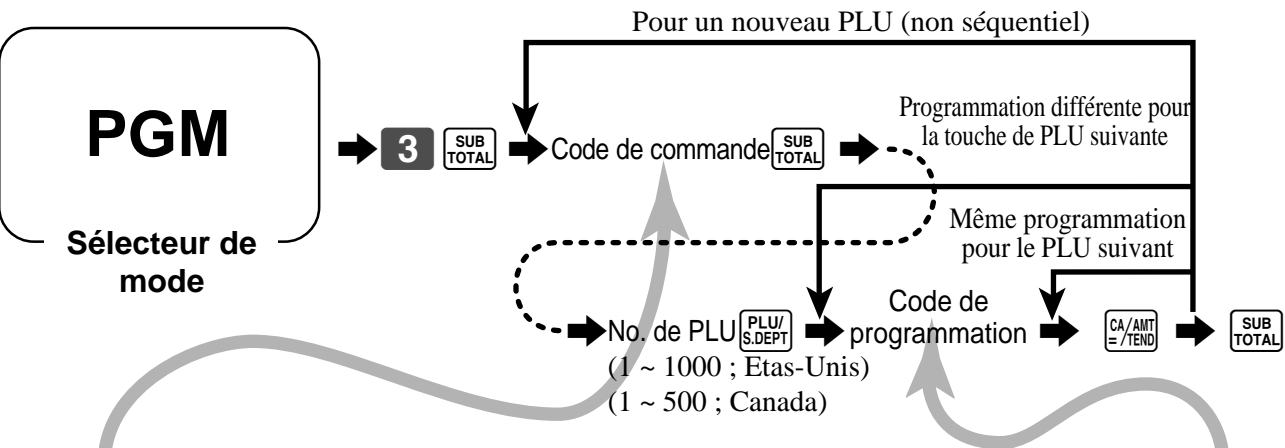 Pour un nouveau PLU (non séquentiel)
PGM
Sélecteur de
mode
3 SUB TOTAL Code de commande SUB TOTAL
Programmation différente pour
la touche de PLU suivante
Même programmation
pour le PLU suivant
No. de PLU PLU/ S.DEPT
(1 ~ 1000 ; Etas-Unis)
(1 ~ 500 ; Canada)
Code de
programmation
CA/AMT
= /TEND
SUB
TOTAL